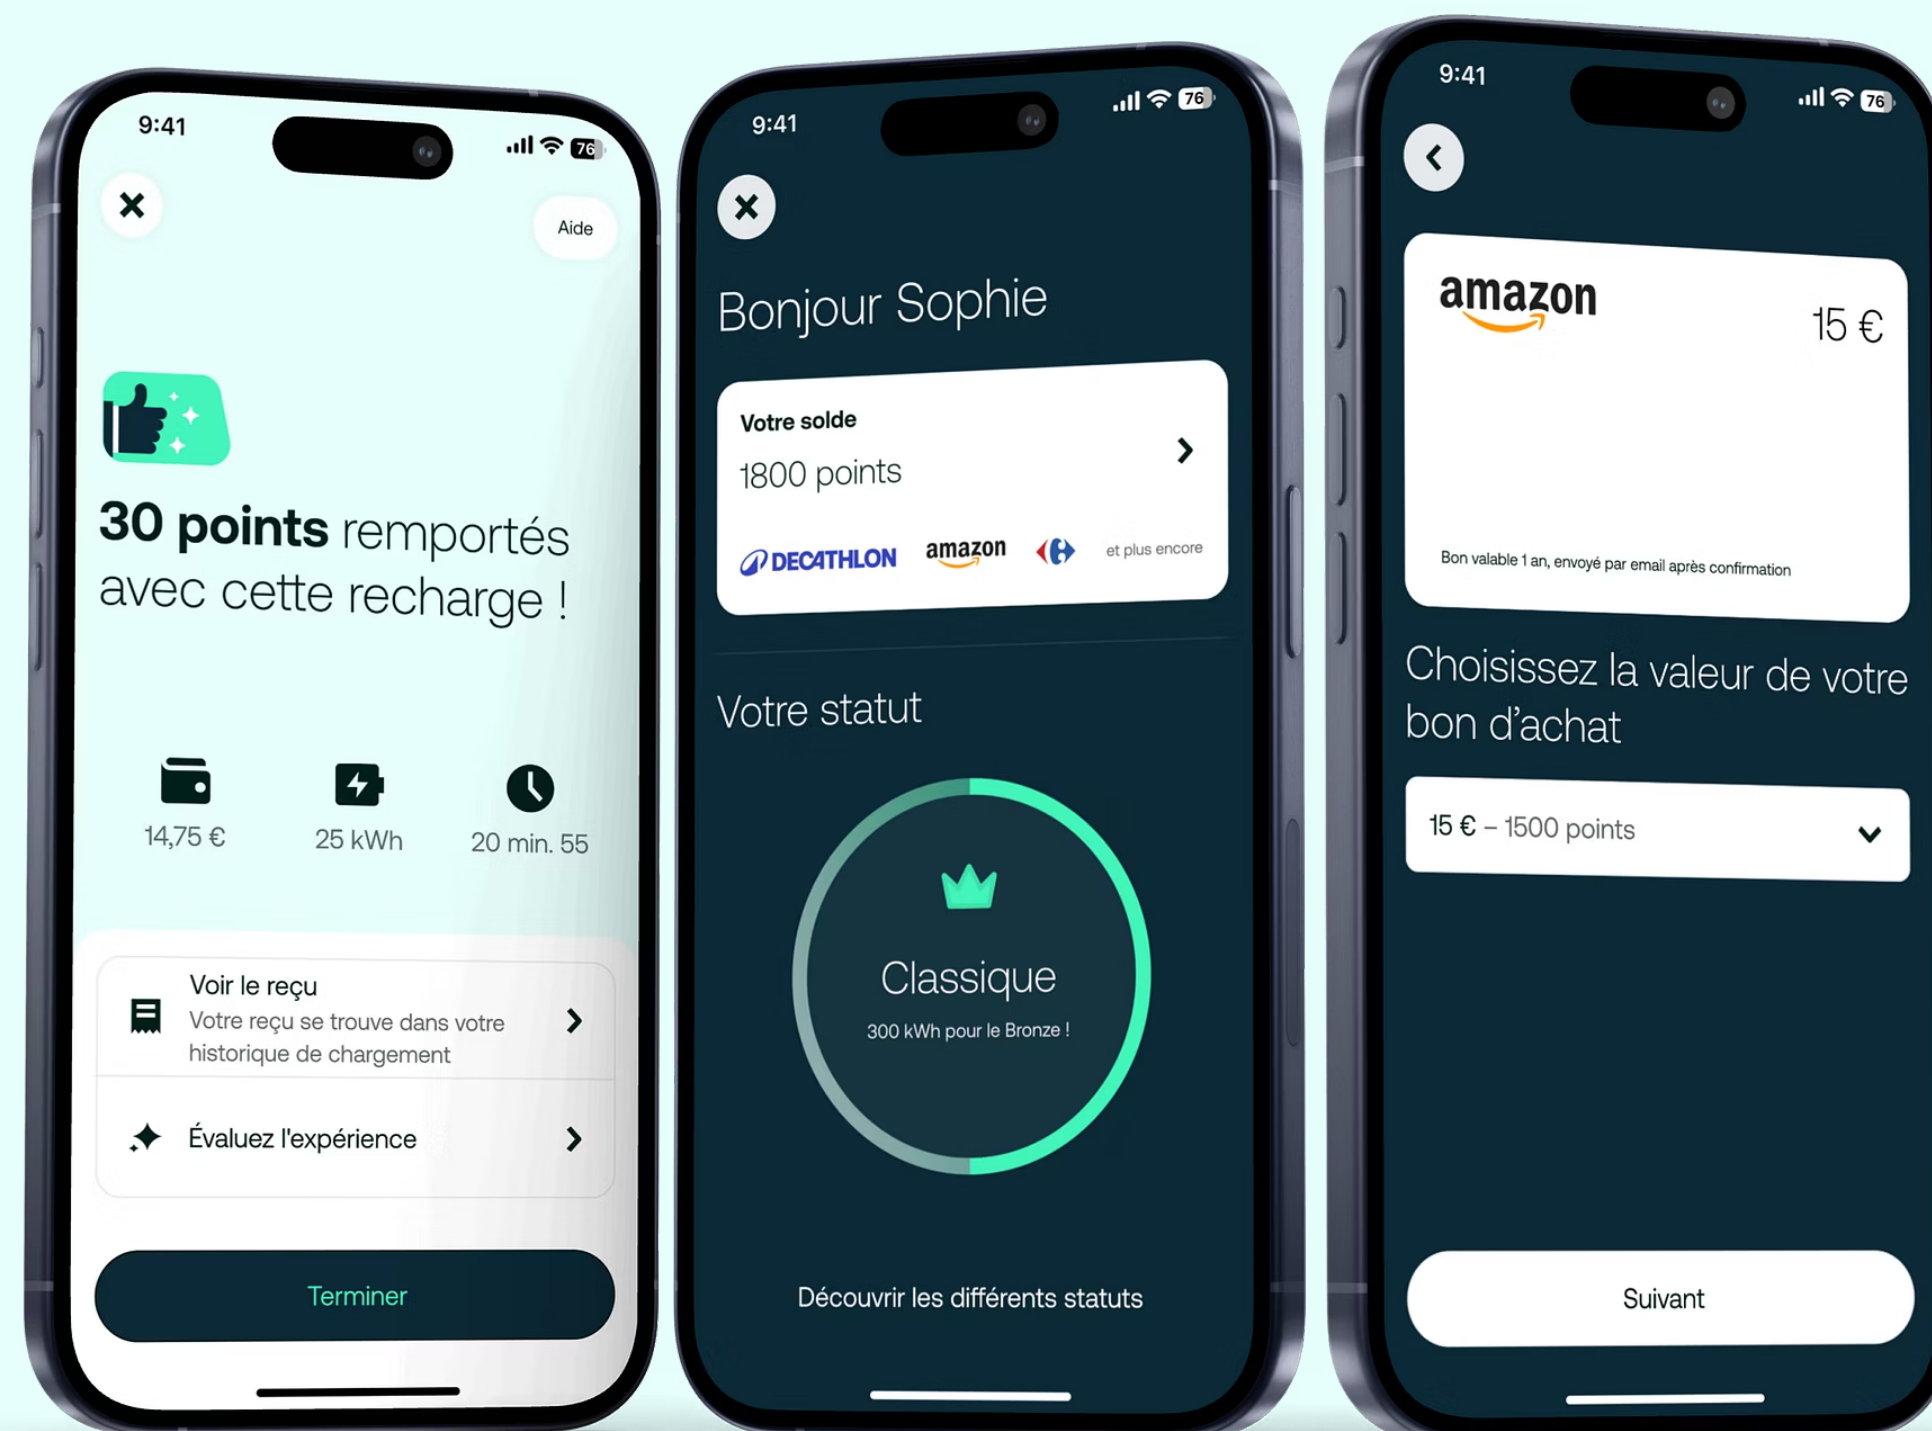 9:41
76
Aide
30 points remportés
avec cette recharge !
14,75 €
25 kWh
20 min. 55
Voir le reçu
Votre reçu se trouve dans votre
historique de chargement
Évaluez l'expérience
Terminer
9:41
76
Bonjour Sophie
Votre solde
1800 points
DECATHLON
amazon
et plus encore
Votre statut
Classique
300 kWh pour le Bronze !
Découvrir les différents statuts
9:41
76
amazon
15 €
Bon valable 1 an, envoyé par email après confirmation
Choisissez la valeur de votre
bon d’achat
15 € – 1500 points
Suivant